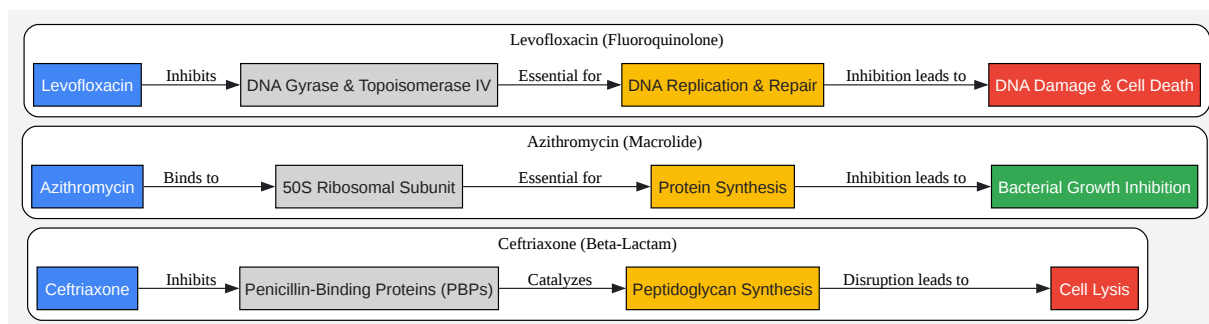 Levofloxacin (Fluoroquinolone)
Levofloxacin Inhibits DNA Gyrase & Topoisomerase IV Essential for DNA Replication & Repair Inhibition leads to DNA Damage & Cell Death
Azithromycin (Macrolide)
Azithromycin Binds to 50S Ribosomal Subunit Essential for Protein Synthesis Inhibition leads to Bacterial Growth Inhibition
Ceftriaxone (Beta-Lactam)
Ceftriaxone Inhibits Penicillin-Binding Proteins (PBPs) Catalyzes Peptidoglycan Synthesis Disruption leads to Cell Lysis